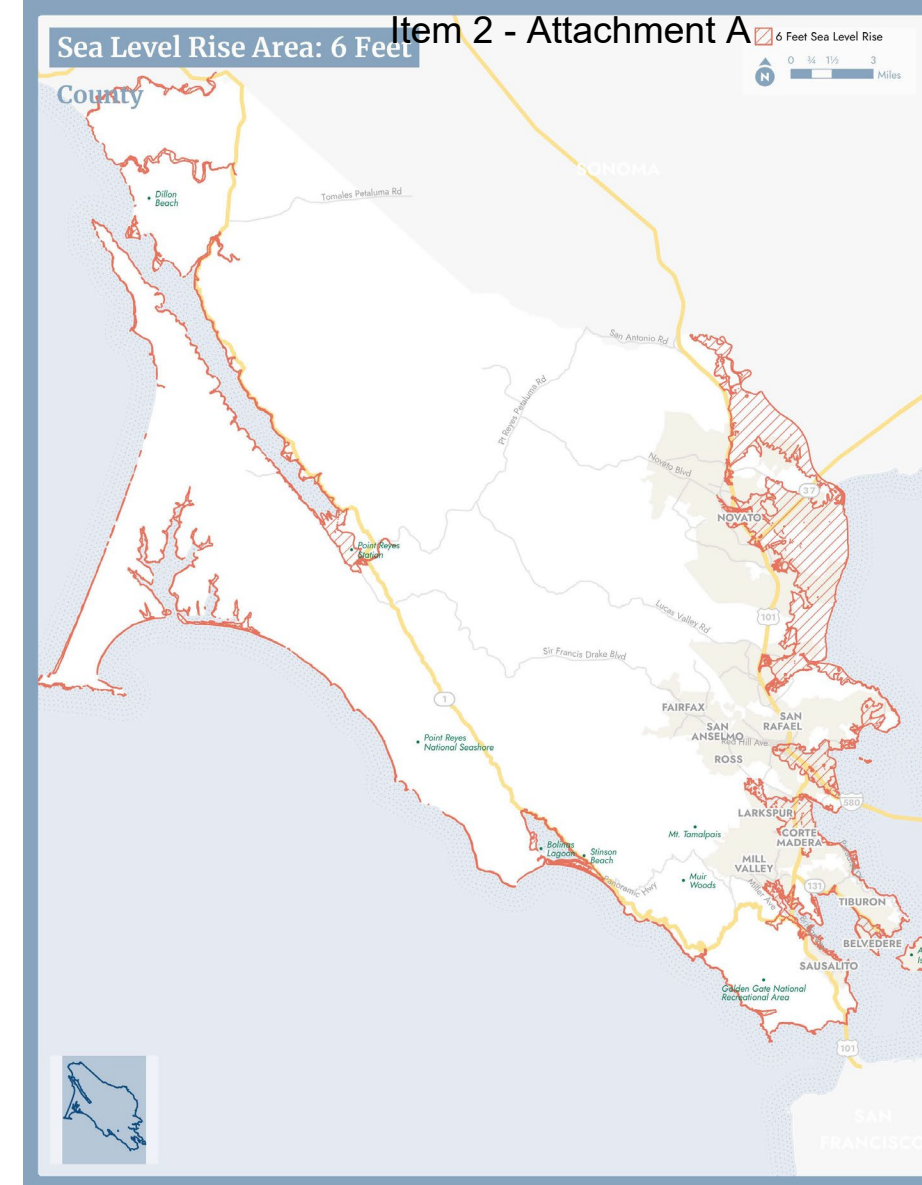 Item 2 - Attachment A
Sea Level Rise Area: 6 Feet
County
6 Feet Sea Level Rise
0 ¾ 1½ 3
Miles
N
SONOMA
Dillon
Beach
Tomales Petaluma Rd
San Antonio Rd
Pt Reyes Petaluma Rd
Novato Blvd
37
NOVATO
Point Reyes
Station
Lucas Valley Rd
101
Sir Francis Drake Blvd
1
FAIRFAX
SAN
ANSELMO
SAN
RAFAEL
Red Hill Ave
ROSS
Point Reyes
National Seashore
580
LARKSPUR
CORTE
MADERA
Mt. Tamalpais
Bolinas
Lagoon
Stinson
Beach
MILL
VALLEY
Muir
Woods
Panoramic Hwy
Miller Ave
131
TIBURON
BELVEDERE
SAUSALITO
Golden Gate National
Recreational Area
101
SAN
FRANCISCO